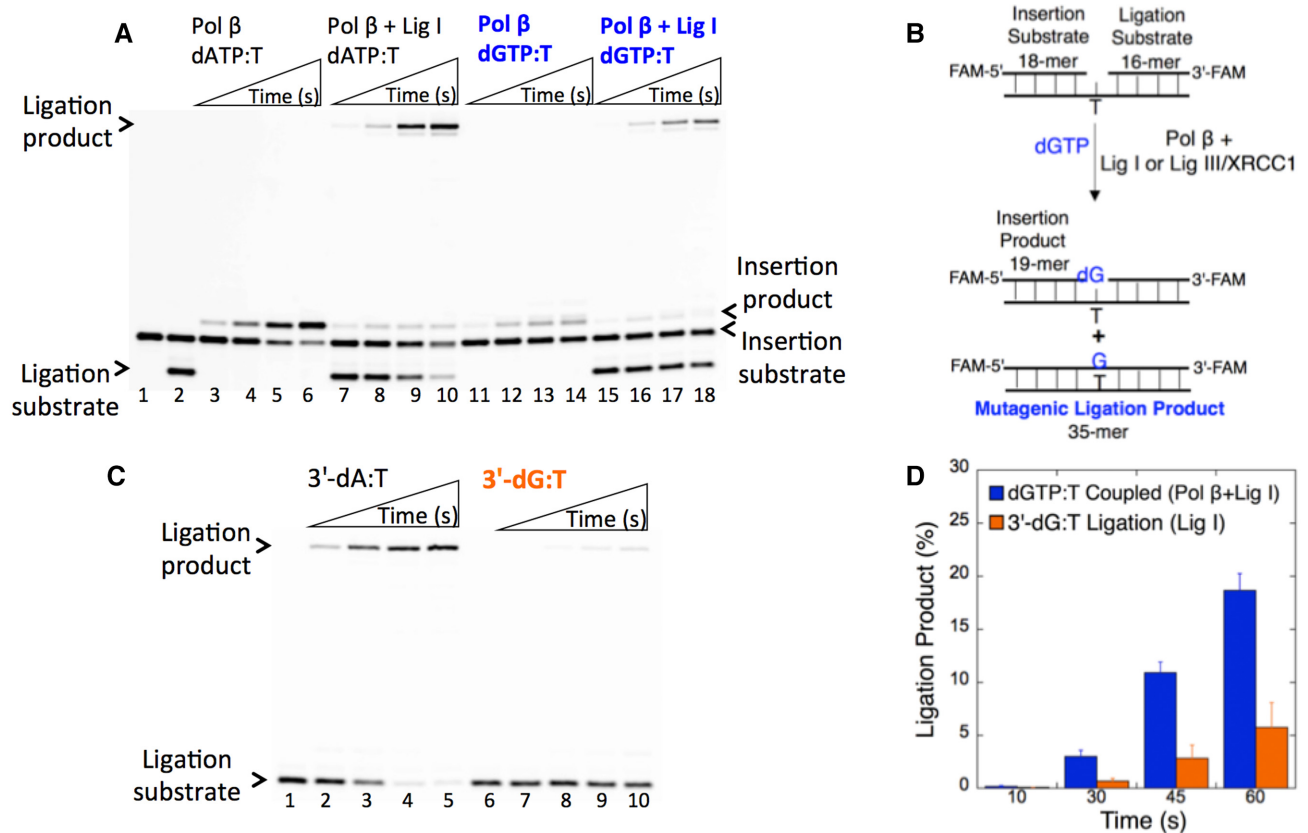 A
Pol β
dATP:T
Pol β + Lig I
dATP:T
Pol β
dGTP:T
Pol β + Lig I
dGTP:T
Time (s)
Time (s)
Time (s)
Time (s)
Ligation
product
Insertion
product
Insertion
substrate
Ligation
substrate
1 2 3 4 5 6 7 8 9 10 11 12 13 14 15 16 17 18
B
Insertion
Substrate
18-mer
Ligation
Substrate
16-mer
FAM-5' 3'-FAM
T
dGTP
Pol β +
Lig I or Lig III/XRCC1
Insertion
Product
19-mer
FAM-5' dG 3'-FAM
T
+
G
FAM-5' 3'-FAM
T
Mutagenic Ligation Product
35-mer
C
3'-dA:T
3'-dG:T
Time (s)
Time (s)
Ligation
product
Ligation
substrate
1 2 3 4 5 6 7 8 9 10
D
30
25
20
15
10
5
0
Ligation Product (%)
dGTP:T Coupled (Pol β+Lig I)
3'-dG:T Ligation (Lig I)
10 30 45 60
Time (s)